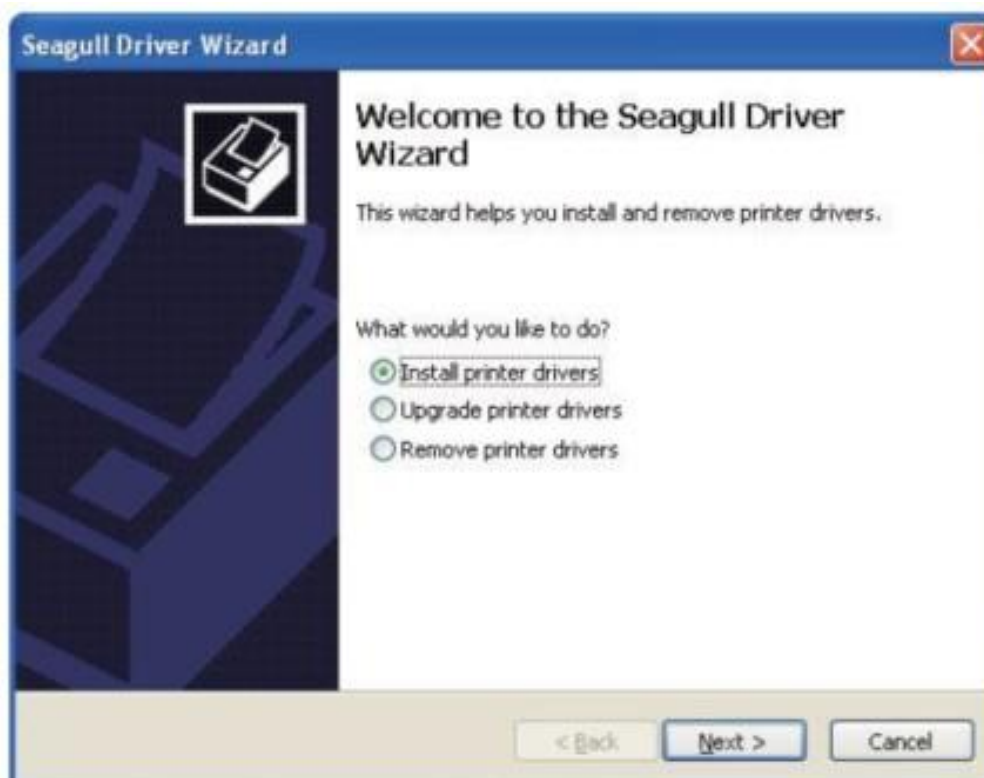 Seagull Driver Wizard
Welcome to the Seagull Driver
Wizard
This wizard helps you install and remove printer drivers.
What would you like to do?
Install printer drivers
Upgrade printer drivers
Remove printer drivers
< Back Next > Cancel